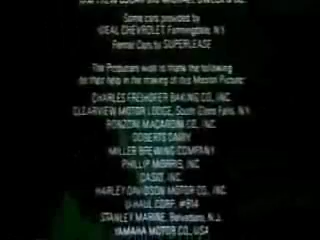 Some cars provided by
IDEAL CHEVROLET, Farmingdale, N.Y.
Rental Cars by SUPERLEASE
The Producers wish to thank the following
for their help in the making of this Motion Picture:
CHARLES FREIHOFER BAKING CO., INC.
CLEARVIEW MOTOR LODGE, South Glens Falls, N.Y.
RONZONI MACARONI CO., INC.
ROBERTS DAIRY
MILLER BREWING COMPANY
PHILLIP MORRIS, INC.
CASIO, INC.
HARLEY DAVIDSON MOTOR CO., INC.
U-HAUL CORP. #814
STANLEY MARINE, N.J.
YAMAHA MOTOR CO., USA